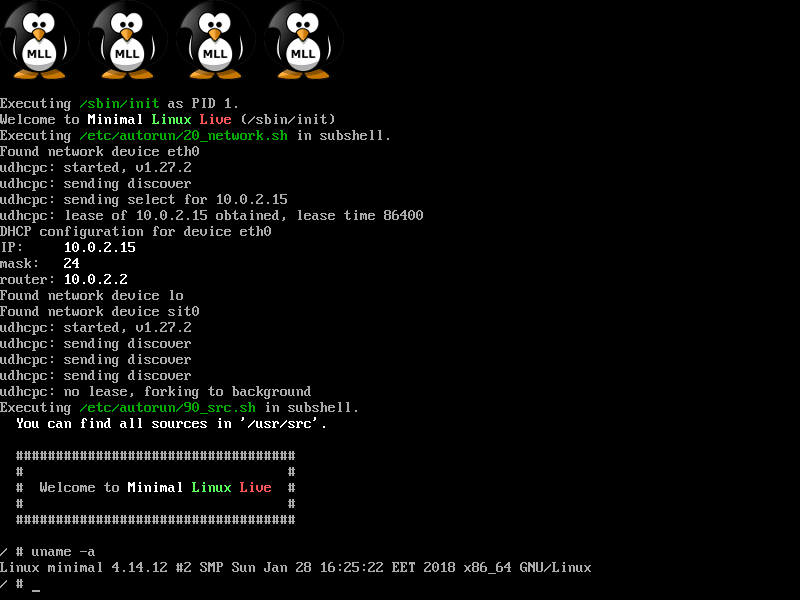 MLL MLL MLL MLL
Executing /sbin/init as PID 1.
Welcome to Minimal Linux Live (/sbin/init)
Executing /etc/autorun/20_network.sh in subshell.
Found network device eth0
udhcpc: started, v1.27.2
udhcpc: sending discover
udhcpc: sending select for 10.0.2.15
udhcpc: lease of 10.0.2.15 obtained, lease time 86400
DHCP configuration for device eth0
IP:     10.0.2.15
mask:   24
router: 10.0.2.2
Found network device lo
Found network device sit0
udhcpc: started, v1.27.2
udhcpc: sending discover
udhcpc: sending discover
udhcpc: sending discover
udhcpc: no lease, forking to background
Executing /etc/autorun/90_src.sh in subshell.
  You can find all sources in '/usr/src'.
  ###################################
  #                                 #
  #  Welcome to Minimal Linux Live  #
  #                                 #
  ###################################
/ # uname -a
Linux minimal 4.14.12 #2 SMP Sun Jan 28 16:25:22 EET 2018 x86_64 GNU/Linux
/ # _